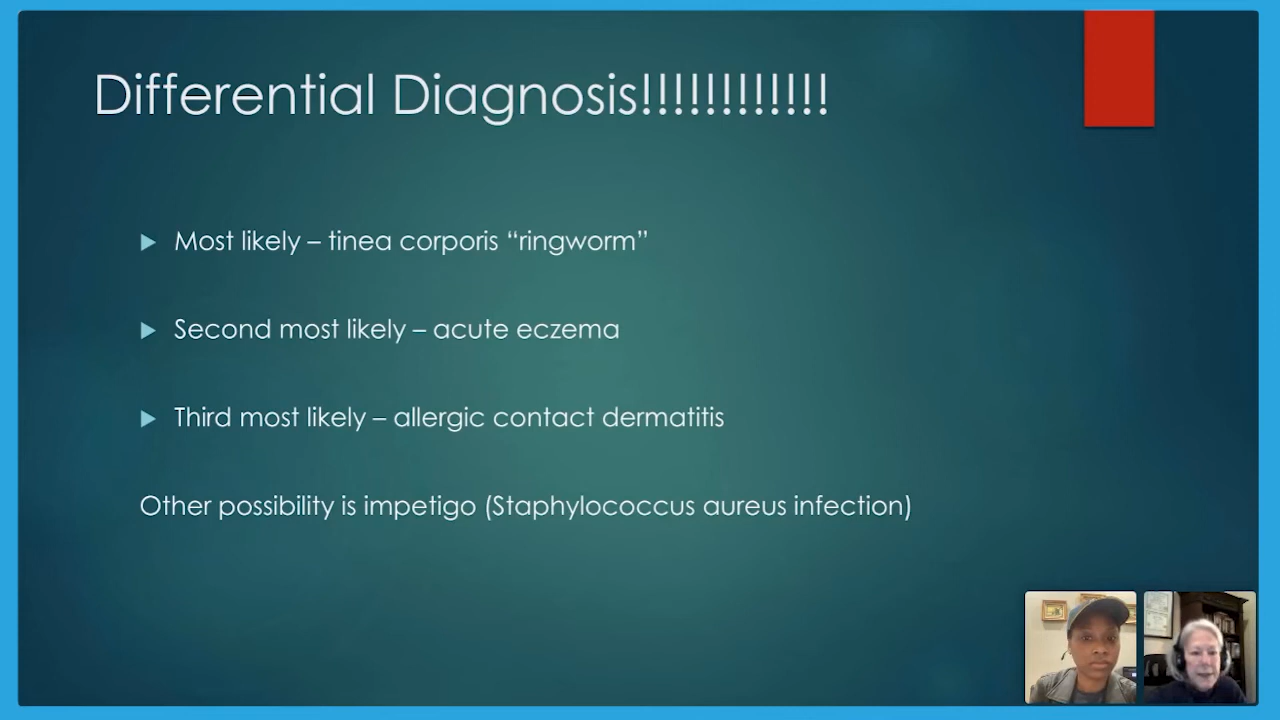 Differential Diagnosis!!!!!!!!!!!!
Most likely – tinea corporis “ringworm”
Second most likely – acute eczema
Third most likely – allergic contact dermatitis
Other possibility is impetigo (Staphylococcus aureus infection)